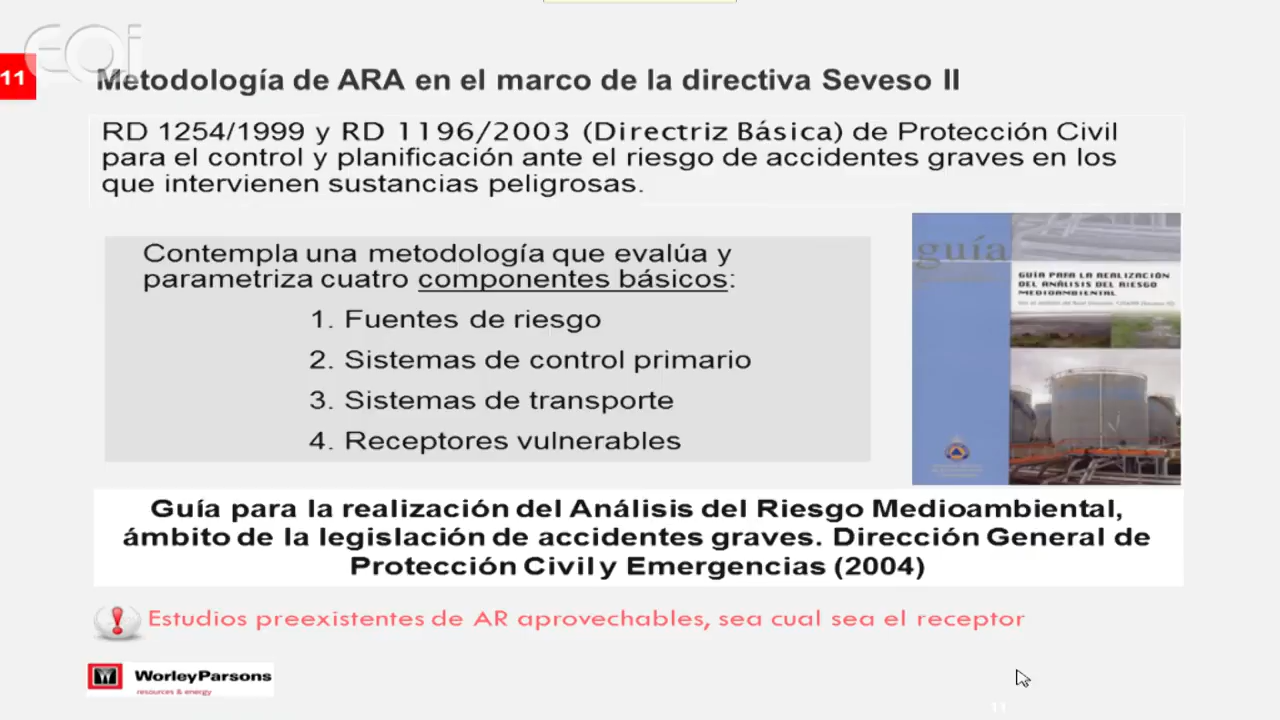 EOi
11
Metodología de ARA en el marco de la directiva Seveso II
RD 1254/1999 y RD 1196/2003 (Directriz Básica) de Protección Civil
para el control y planificación ante el riesgo de accidentes graves en los
que intervienen sustancias peligrosas.
Contempla una metodología que evalúa y
parametriza cuatro componentes básicos:
1. Fuentes de riesgo
2. Sistemas de control primario
3. Sistemas de transporte
4. Receptores vulnerables
guía
GUÍA PARA LA REALIZACIÓN
DEL ANÁLISIS DEL RIESGO
MEDIOAMBIENTAL
Guía para la realización del Análisis del Riesgo Medioambiental,
ámbito de la legislación de accidentes graves. Dirección General de
Protección Civil y Emergencias (2004)
Estudios preexistentes de AR aprovechables, sea cual sea el receptor
WorleyParsons
resources & energy
11